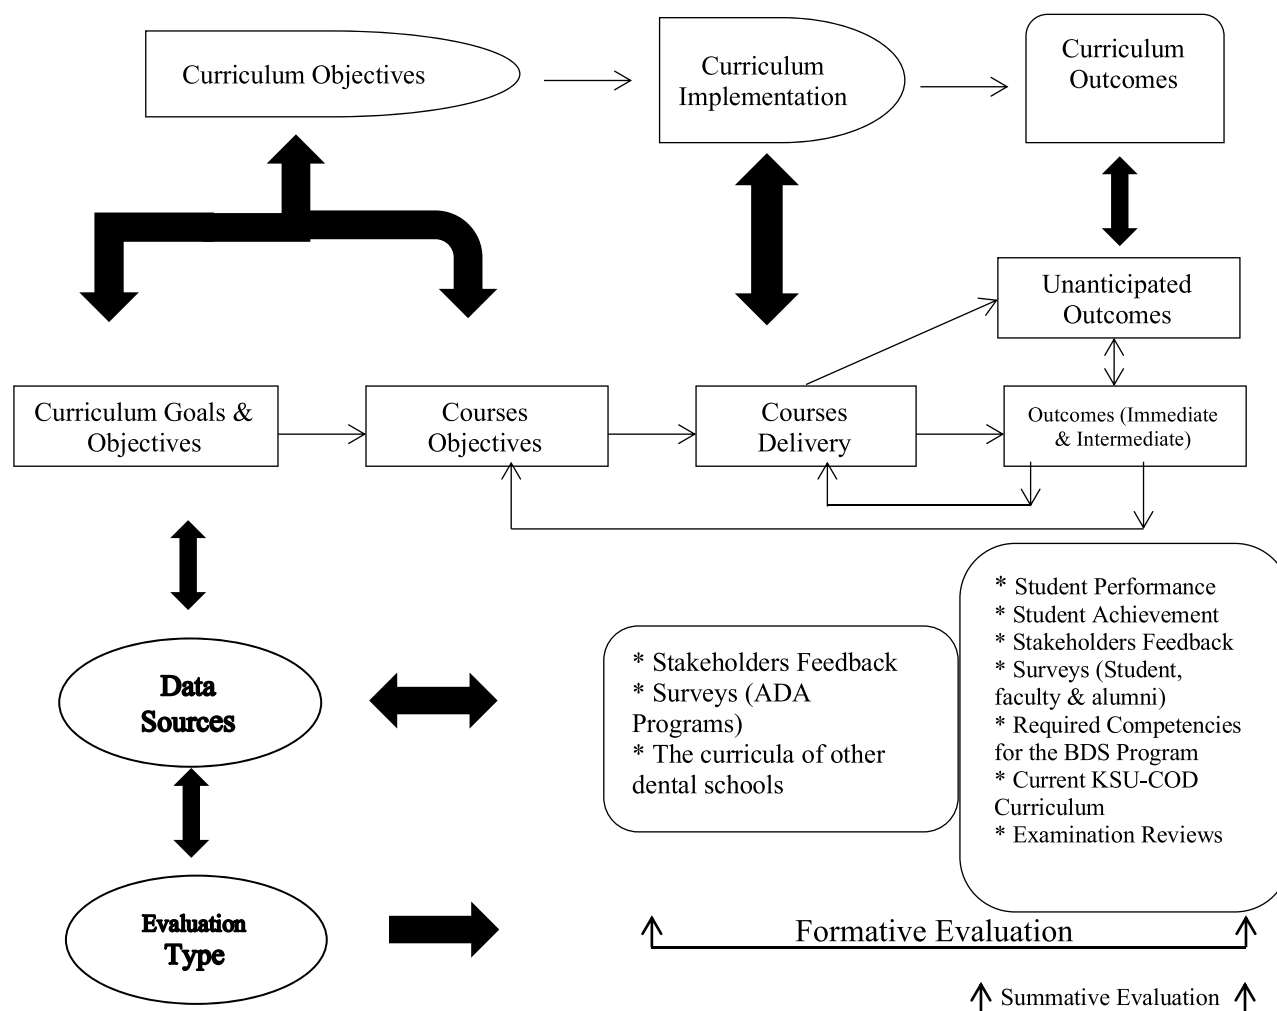 Curriculum Objectives
Curriculum
Implementation
Curriculum
Outcomes
Unanticipated
Outcomes
Curriculum Goals &
Objectives
Courses
Objectives
Courses
Delivery
Outcomes (Immediate
& Intermediate)
Data
Sources
* Stakeholders Feedback
* Surveys (ADA
Programs)
* The curricula of other
dental schools
* Student Performance
* Student Achievement
* Stakeholders Feedback
* Surveys (Student,
faculty & alumni)
* Required Competencies
for the BDS Program
* Current KSU-COD
Curriculum
* Examination Reviews
Evaluation
Type
Formative Evaluation
Summative Evaluation